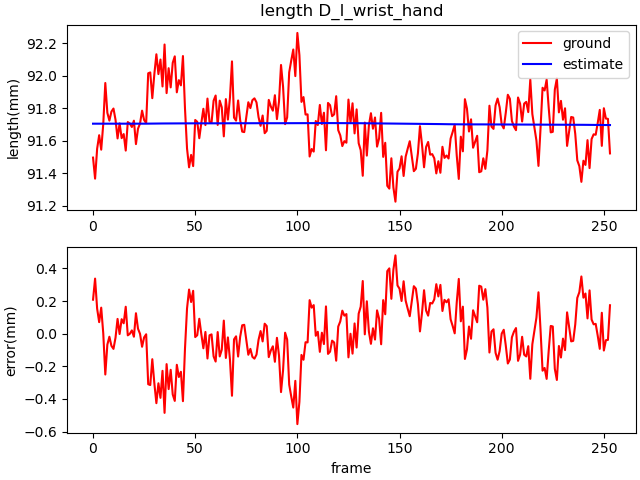 length D_l_wrist_hand
length(mm)
92.2
92.0
91.8
91.6
91.4
91.2
ground
estimate
0 50 100 150 200 250
error(mm)
0.4
0.2
0.0
−0.2
−0.4
−0.6
0 50 100 150 200 250
frame